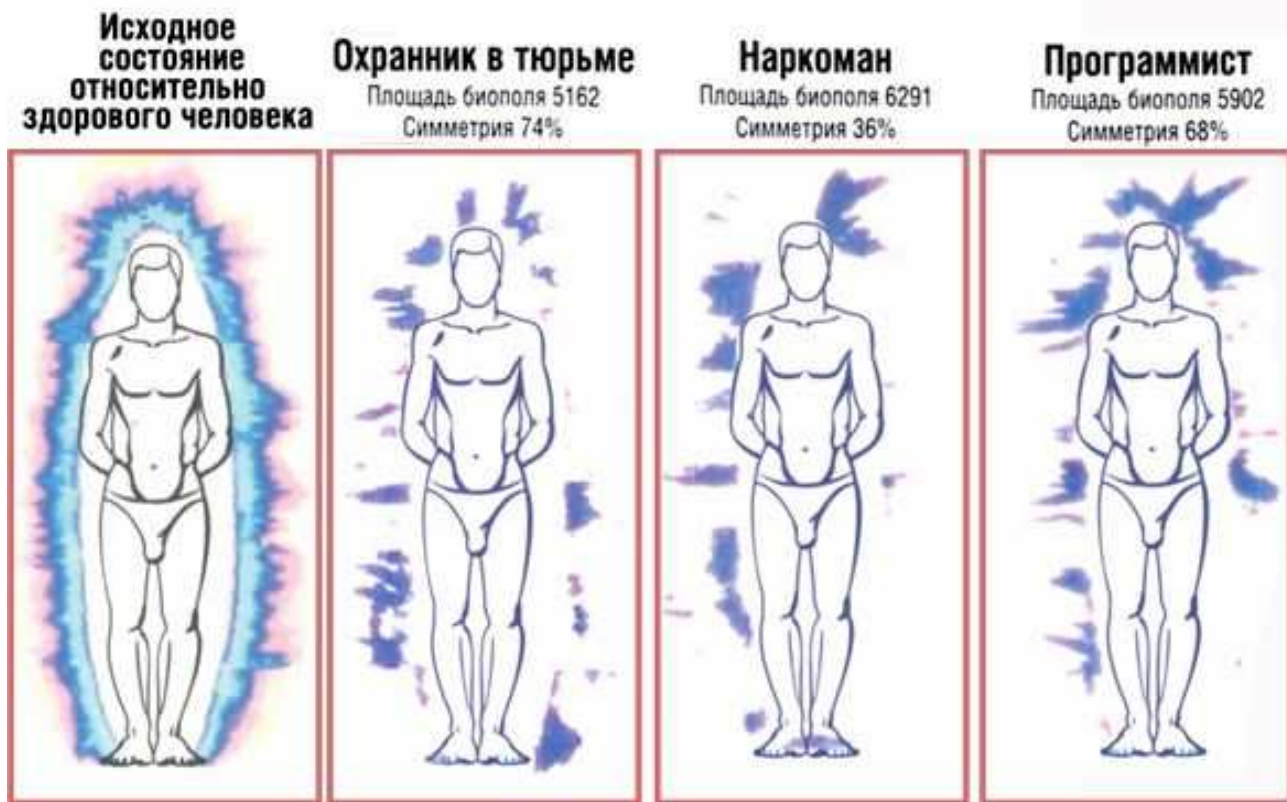 Исходное
состояние
относительно
здорового человека
Охранник в тюрьме
Площадь биополя 5162
Симметрия 74%
Наркоман
Площадь биополя 6291
Симметрия 36%
Программист
Площадь биополя 5902
Симметрия 68%